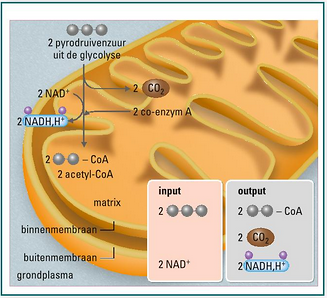 2 pyrodruivenzuur
uit de glycolyse
2 CO₂
2 NAD⁺
2 co-enzym A
2 NADH,H⁺
2 – CoA
2 acetyl-CoA
matrix
binnenmembraan
buitenmembraan
grondplasma
input
2
2 NAD⁺
output
2 – CoA
2 CO₂
2 NADH,H⁺